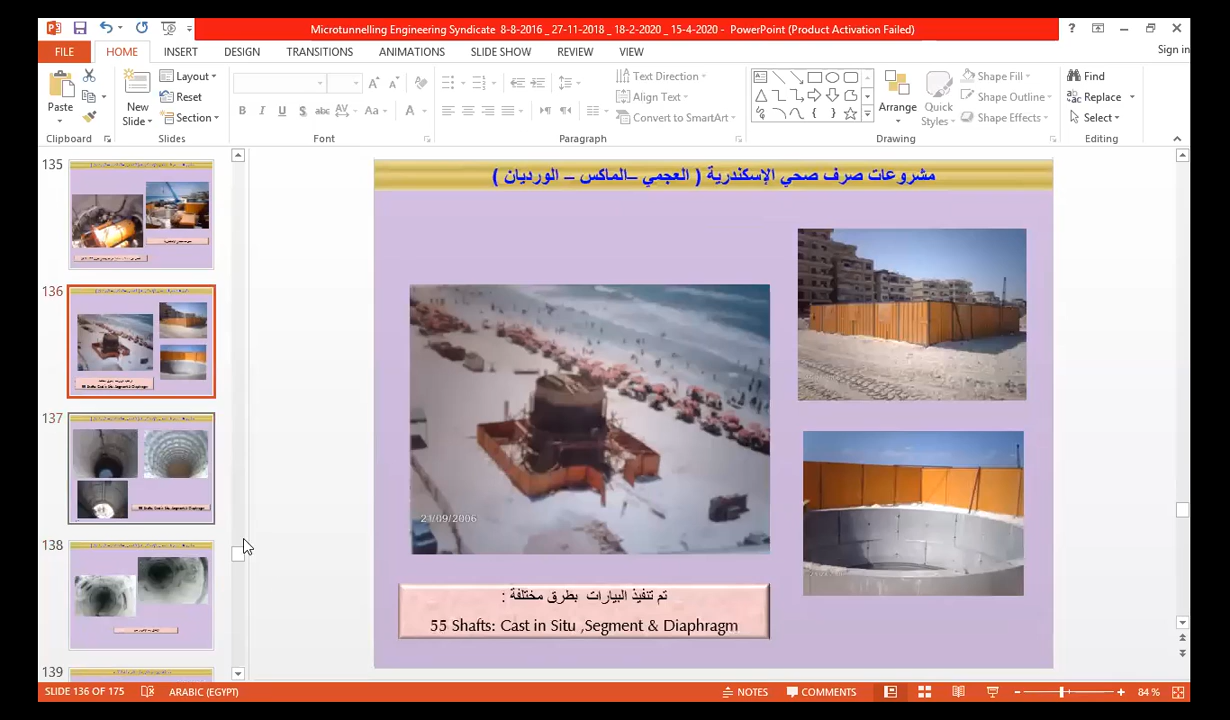 Microtunnelling Engineering Syndicate 8-8-2016 _ 27-11-2018 _ 18-2-2020 _ 15-4-2020 - PowerPoint (Product Activation Failed)
FILE HOME INSERT DESIGN TRANSITIONS ANIMATIONS SLIDE SHOW REVIEW VIEW Sign in
Paste
New Slide
Layout
Reset
Section
Text Direction
Align Text
Convert to SmartArt
Arrange
Quick Styles
Shape Fill
Shape Outline
Shape Effects
Find
Replace
Select
Clipboard Slides Font Paragraph Drawing Editing
135
136
137
138
139
مشروعات صرف صحي الإسكندرية ( العجمي –الماكس – الورديان )
21/09/2006
تم تنفيذ البيارات بطرق مختلفة :
55 Shafts: Cast in Situ ,Segment & Diaphragm
SLIDE 136 OF 175 ARABIC (EGYPT) NOTES COMMENTS 84 %